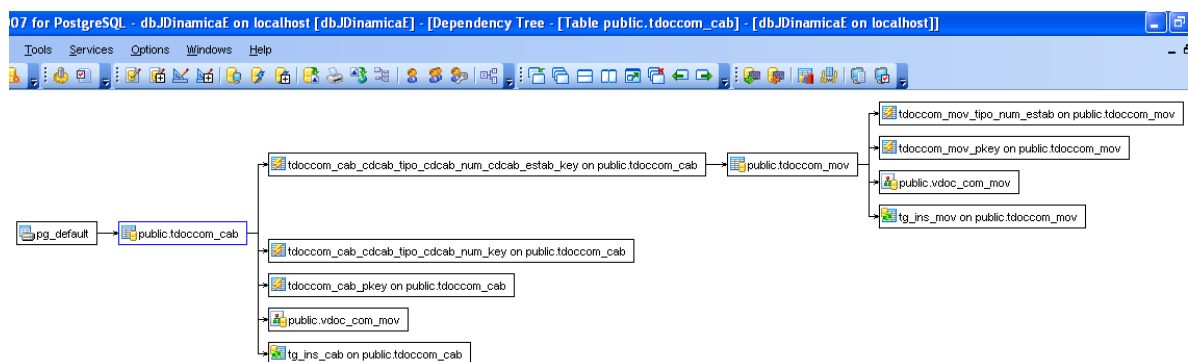 007 for PostgreSQL - dbJDinamicaE on localhost [dbJDinamicaE] - [Dependency Tree - [Table public.tdoccom_cab] - [dbJDinamicaE on localhost]]
Tools Services Options Windows Help
tdoccom_mov_tipo_num_estab on public.tdoccom_mov
tdoccom_mov_pkey on public.tdoccom_mov
tdoccom_cab_cdcab_tipo_cdcab_num_cdcab_estab_key on public.tdoccom_cab
public.tdoccom_mov
public.vdoc_com_mov
tg_ins_mov on public.tdoccom_mov
pg_default
public.tdoccom_cab
tdoccom_cab_cdcab_tipo_cdcab_num_key on public.tdoccom_cab
tdoccom_cab_pkey on public.tdoccom_cab
public.vdoc_com_mov
tg_ins_cab on public.tdoccom_cab